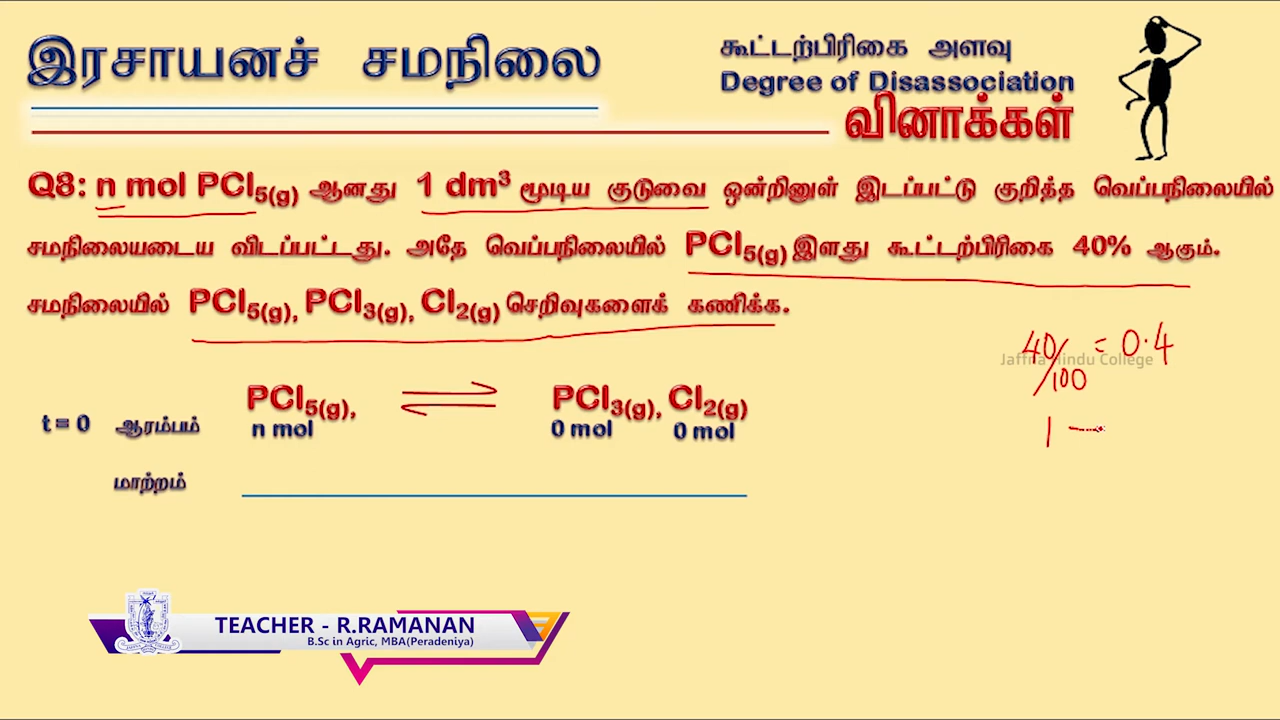 இரசாயனச் சமநிலை
கூட்டற்பிரிகை அளவு
Degree of Disassociation
வினாக்கள்
Q8: n mol PCl5(g) ஆனது 1 dm³ மூடிய குடுவை ஒன்றினுள் இடப்பட்டு குறித்த வெப்பநிலையில்
சமநிலையடைய விடப்பட்டது. அதே வெப்பநிலையில் PCl5(g) இளது கூட்டற்பிரிகை 40% ஆகும்.
சமநிலையில் PCl5(g), PCl3(g), Cl2(g) செறிவுகளைக் கணிக்க.
40/100 = 0.4
Jaffna Hindu College
1 —
PCl5(g), ⇌ PCl3(g), Cl2(g)
t = 0 ஆரம்பம் n mol 0 mol 0 mol
மாற்றம்
TEACHER - R.RAMANAN
B.Sc in Agric, MBA(Peradeniya)